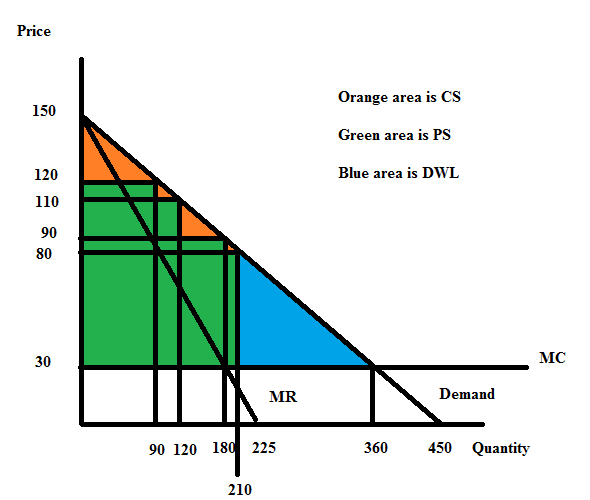 Price
Orange area is CS
150
Green area is PS
120
Blue area is DWL
110
90
80
30
MC
MR
Demand
90 120 180 225 360 450 Quantity
210